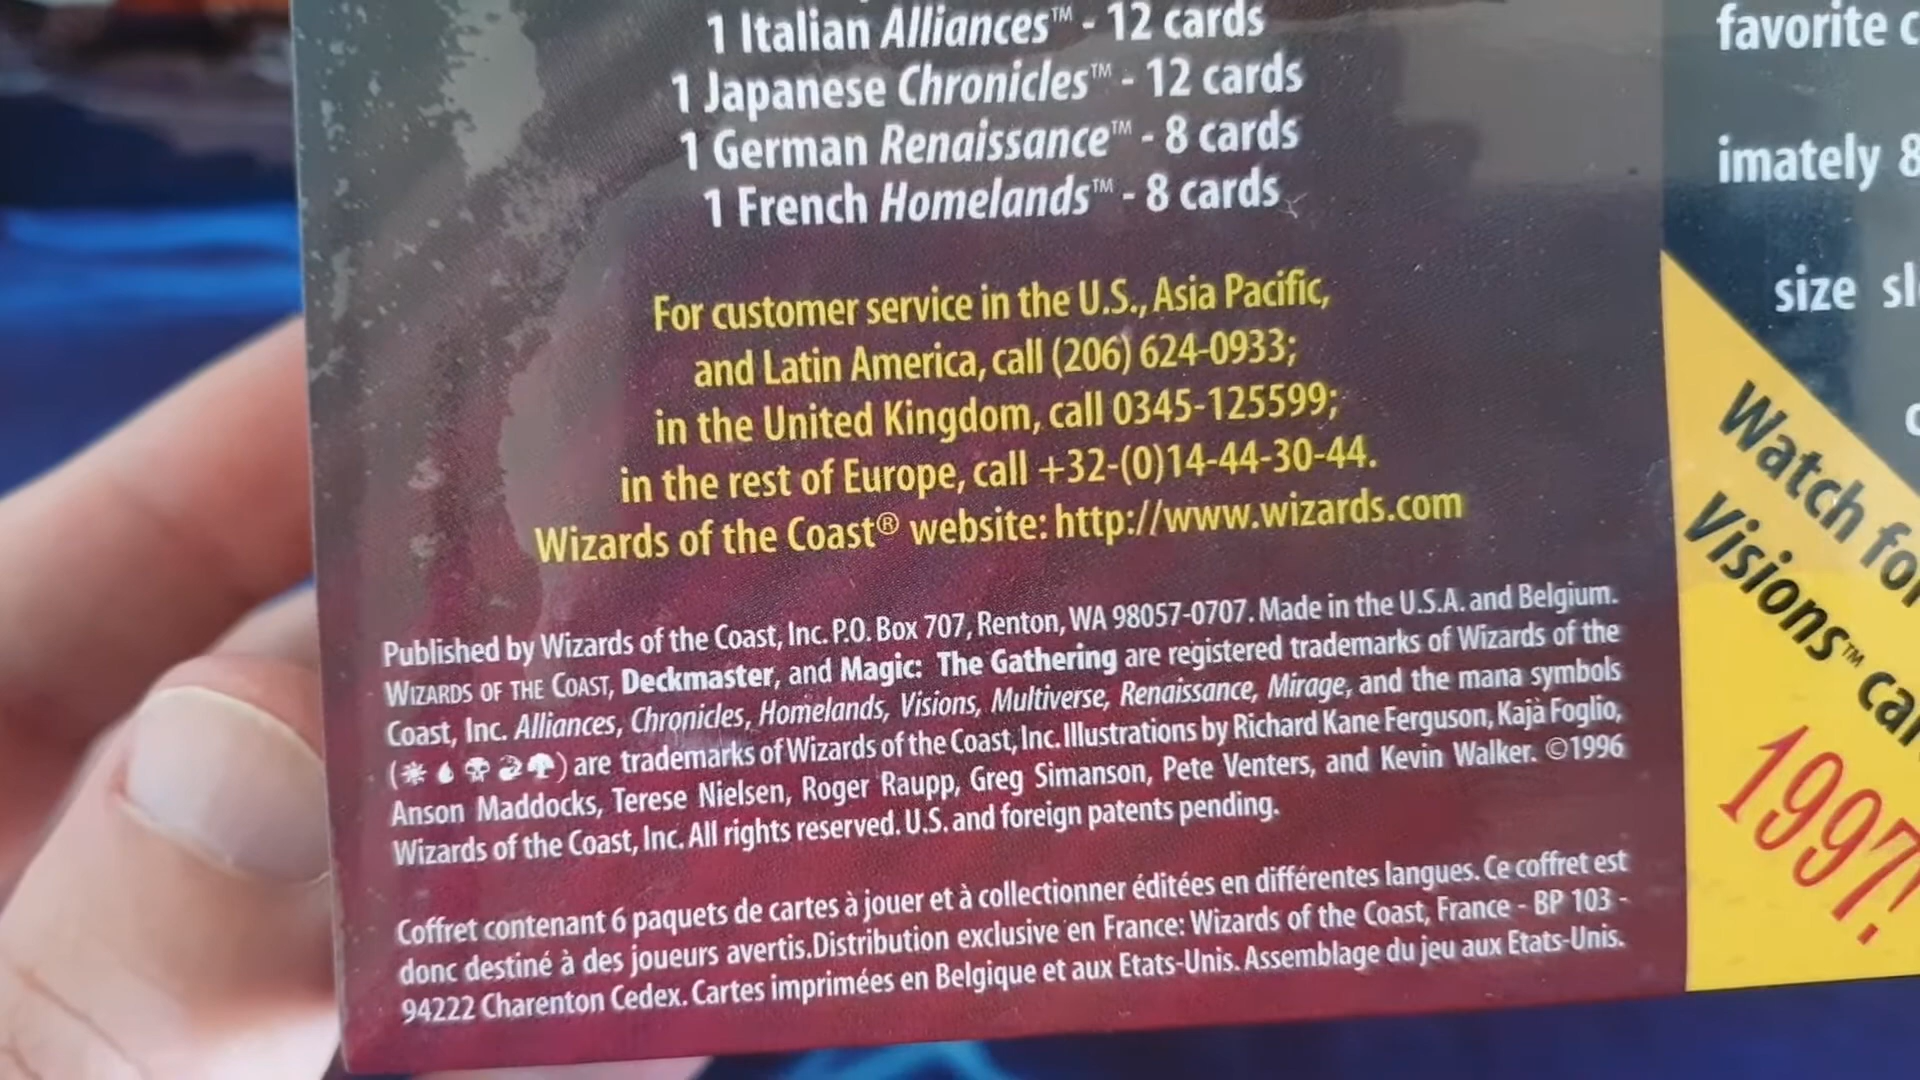 1 Italian Alliances™ - 12 cards
1 Japanese Chronicles™ - 12 cards
1 German Renaissance™ - 8 cards
1 French Homelands™ - 8 cards
For customer service in the U.S., Asia Pacific,
and Latin America, call (206) 624-0933;
in the United Kingdom, call 0345-125599;
in the rest of Europe, call +32-(0)14-44-30-44.
Wizards of the Coast® website: http://www.wizards.com
Published by Wizards of the Coast, Inc. P.O. Box 707, Renton, WA 98057-0707. Made in the U.S.A. and Belgium.
WIZARDS OF THE COAST, Deckmaster, and Magic: The Gathering are registered trademarks of Wizards of the
Coast, Inc. Alliances, Chronicles, Homelands, Visions, Multiverse, Renaissance, Mirage, and the mana symbols
( ) are trademarks of Wizards of the Coast, Inc. Illustrations by Richard Kane Ferguson, Kajà Foglio,
Anson Maddocks, Terese Nielsen, Roger Raupp, Greg Simanson, Pete Venters, and Kevin Walker. ©1996
Wizards of the Coast, Inc. All rights reserved. U.S. and foreign patents pending.
Coffret contenant 6 paquets de cartes à jouer et à collectionner éditées en différentes langues. Ce coffret est
donc destiné à des joueurs avertis.Distribution exclusive en France: Wizards of the Coast, France - BP 103 -
94222 Charenton Cedex. Cartes imprimées en Belgique et aux Etats-Unis. Assemblage du jeu aux Etats-Unis.
favorite
imately 8
size
Watch for
Visions™
1997!